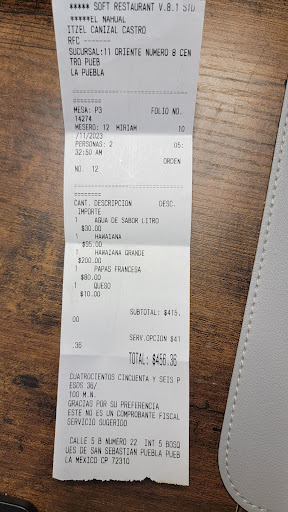 ***** SOFT RESTAURANT V.8.1 STD
*****EL NAHUAL
ITZEL CANIZAL CASTRO
RFC
SUCURSAL:11 ORIENTE NUMERO 8 CEN
TRO PUEB
LA PUEBLA
================================
========
MESA: P3 FOLIO NO.
14274
MESERO: 12 MIRIAM 10
/11/2023
PERSONAS: 2 05:
32:50 AM
ORDEN
NO. 12
================================
========
CANT. DESCRIPCION DESC.
IMPORTE
1 AGUA DE SABOR LITRO
$30.00
1 HAWAIANA
$95.00
1 HAWAIANA GRANDE
$200.00
1 PAPAS FRANCESA
$80.00
1 QUESO
$10.00
SUBTOTAL: $415.
00
SERV.OPCION $41
.36
TOTAL: $456.36
CUATROCIENTOS CINCUENTA Y SEIS P
ESOS 36/
100 M.N.
GRACIAS POR SU PREFERENCIA
ESTE NO ES UN COMPROBANTE FISCAL
SERVICIO SUGERIDO
CALLE 5 B NUMERO 22 INT 5 BOSQ
UES DE SAN SEBASTIAN PUEBLA PUEB
LA MEXICO CP 72310